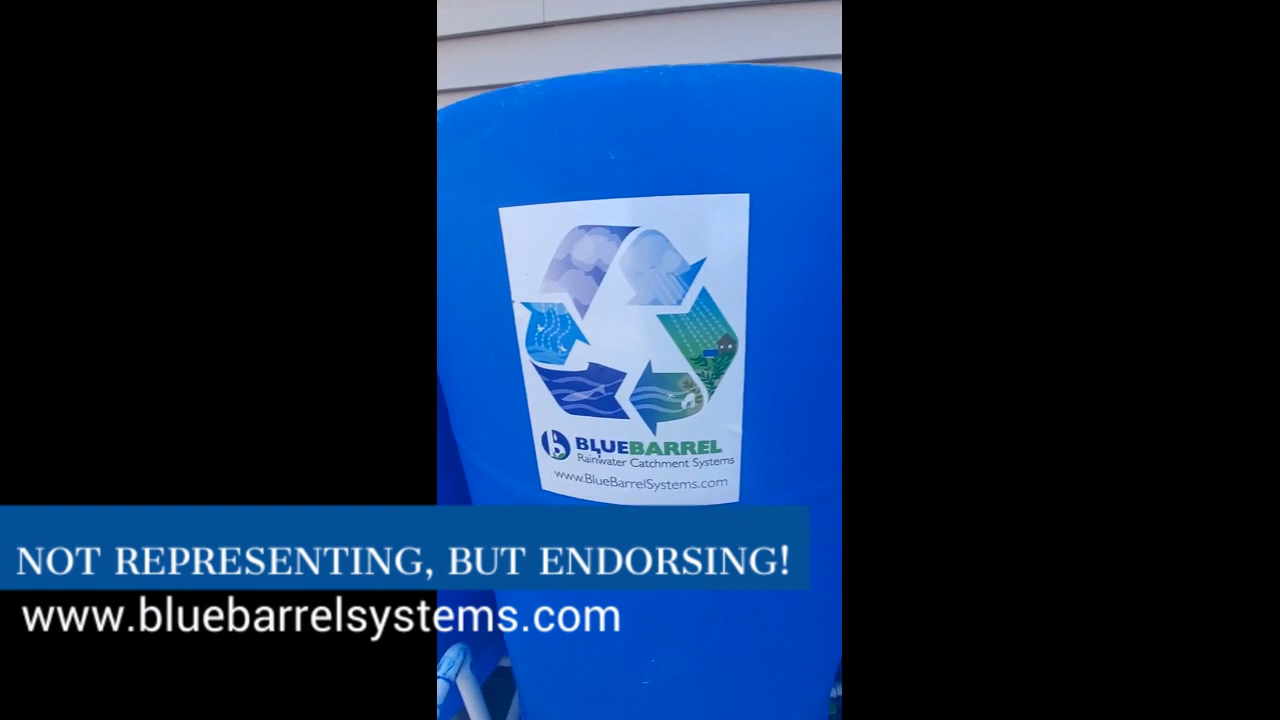 BLUEBARREL
Rainwater Catchment Systems
www.BlueBarrelSystems.com
NOT REPRESENTING, BUT ENDORSING!
www.bluebarrelsystems.com